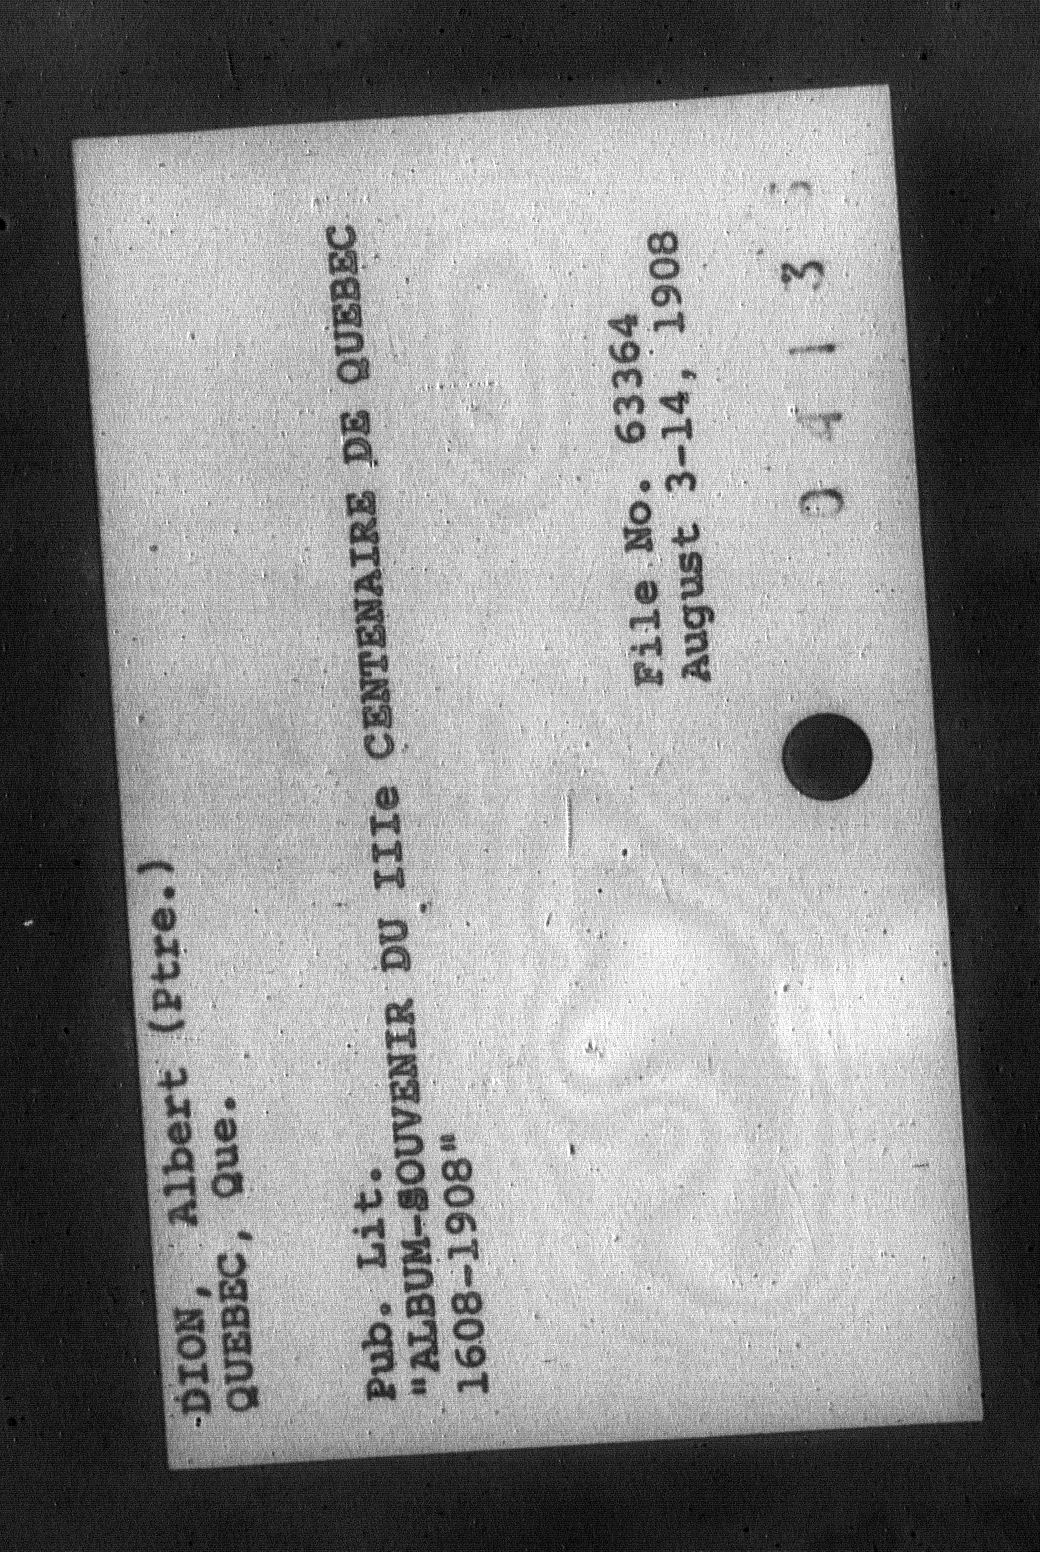 DION, Albert (Ptre.)
QUEBEC, Que.
Pub. Lit.
"ALBUM-SOUVENIR DU IIIe CENTENAIRE DE QUEBEC
1608-1908"
File No. 63364
August 3-14, 1908
0413